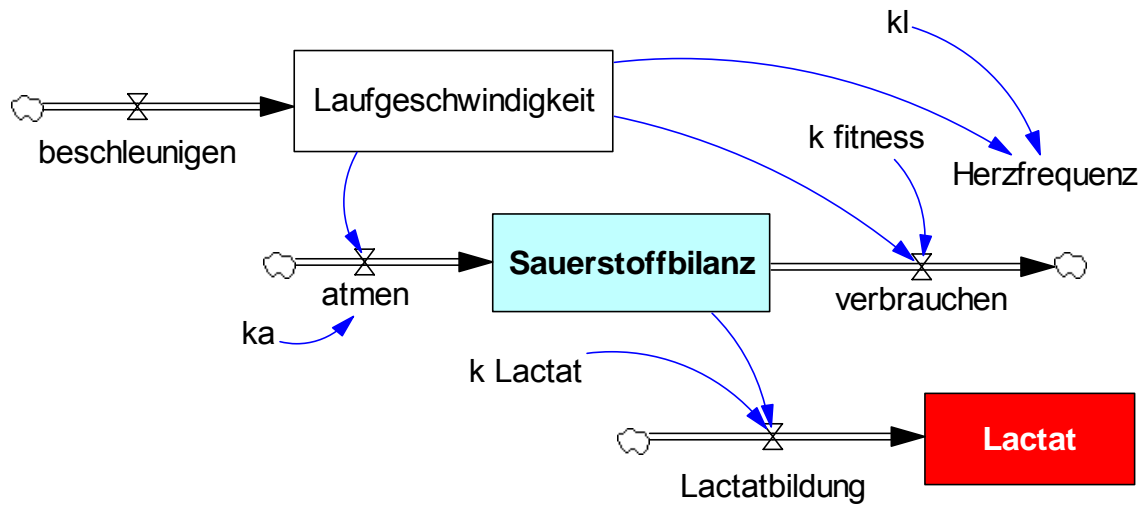 kl
Laufgeschwindigkeit
beschleunigen
k fitness
Herzfrequenz
Sauerstoffbilanz
atmen
verbrauchen
ka
k Lactat
Lactat
Lactatbildung